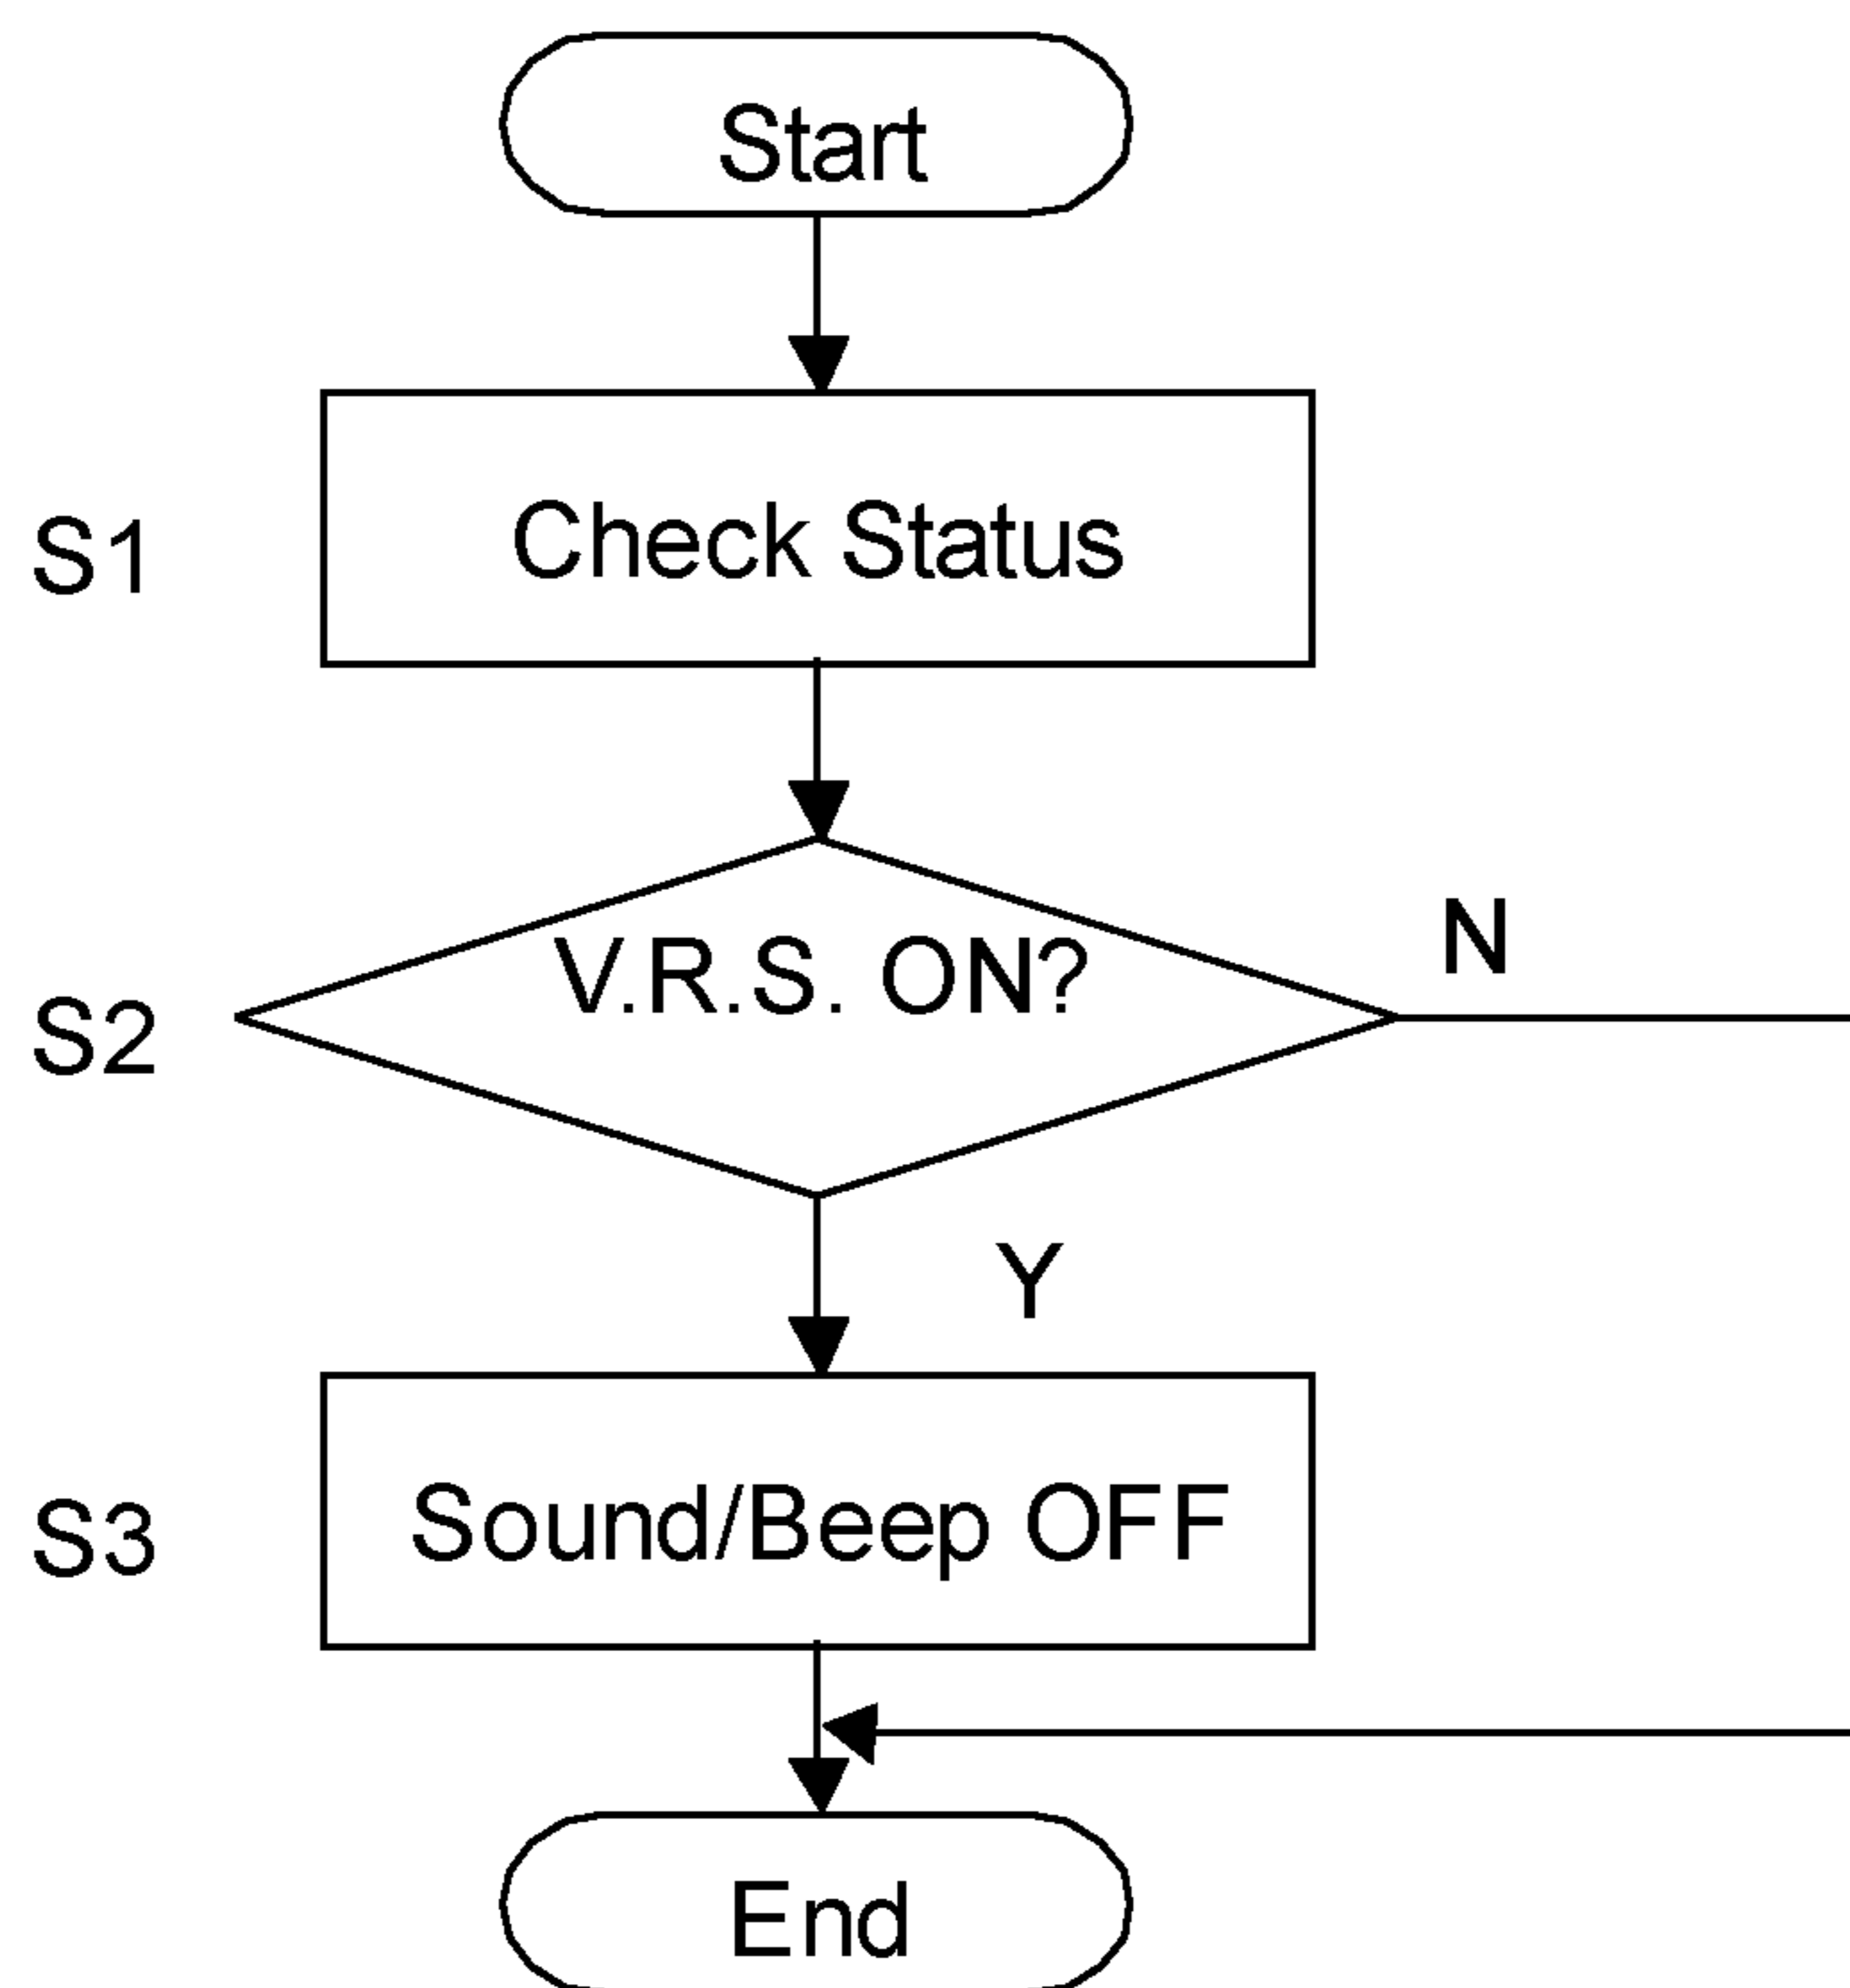 Start
S1
Check Status
S2
V.R.S. ON?
N
Y
S3
Sound/Beep OFF
End